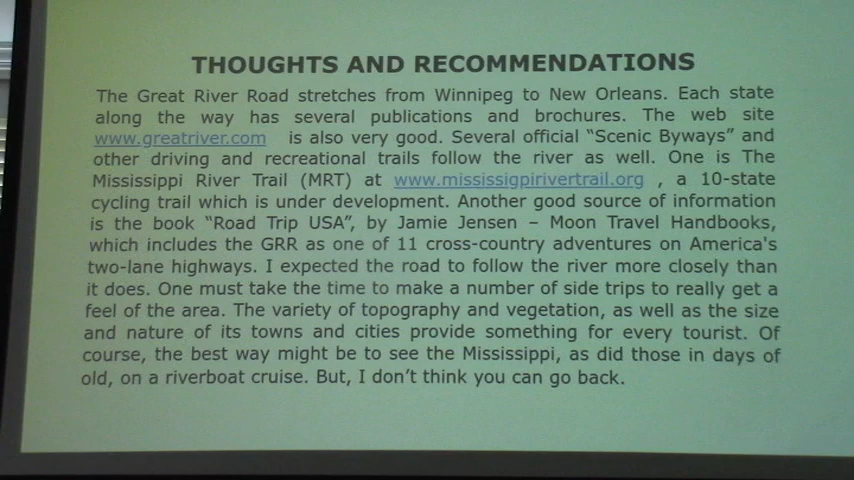 THOUGHTS AND RECOMMENDATIONS
The Great River Road stretches from Winnipeg to New Orleans. Each state
along the way has several publications and brochures. The web site
www.greatriver.com is also very good. Several official “Scenic Byways” and
other driving and recreational trails follow the river as well. One is The
Mississippi River Trail (MRT) at www.mississigpirivertrail.org , a 10-state
cycling trail which is under development. Another good source of information
is the book “Road Trip USA”, by Jamie Jensen – Moon Travel Handbooks,
which includes the GRR as one of 11 cross-country adventures on America's
two-lane highways. I expected the road to follow the river more closely than
it does. One must take the time to make a number of side trips to really get a
feel of the area. The variety of topography and vegetation, as well as the size
and nature of its towns and cities provide something for every tourist. Of
course, the best way might be to see the Mississippi, as did those in days of
old, on a riverboat cruise. But, I don’t think you can go back.